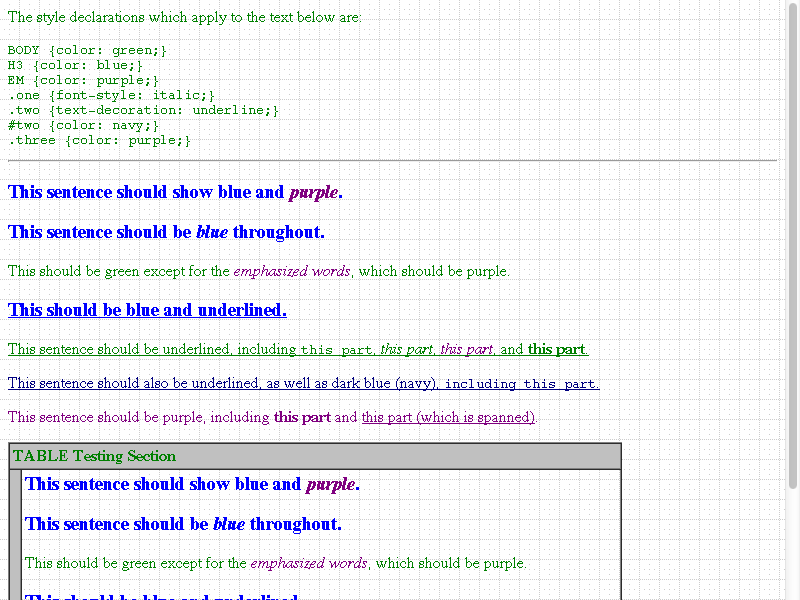 The style declarations which apply to the text below are:
BODY {color: green;}
H3 {color: blue;}
EM {color: purple;}
.one {font-style: italic;}
.two {text-decoration: underline;}
#two {color: navy;}
.three {color: purple;}
This sentence should show blue and purple.
This sentence should be blue throughout.
This should be green except for the emphasized words, which should be purple.
This should be blue and underlined.
This sentence should be underlined, including this part, this part, this part, and this part.
This sentence should also be underlined, as well as dark blue (navy), including this part.
This sentence should be purple, including this part and this part (which is spanned).
TABLE Testing Section
This sentence should show blue and purple.
This sentence should be blue throughout.
This should be green except for the emphasized words, which should be purple.
This should be blue and underlined.